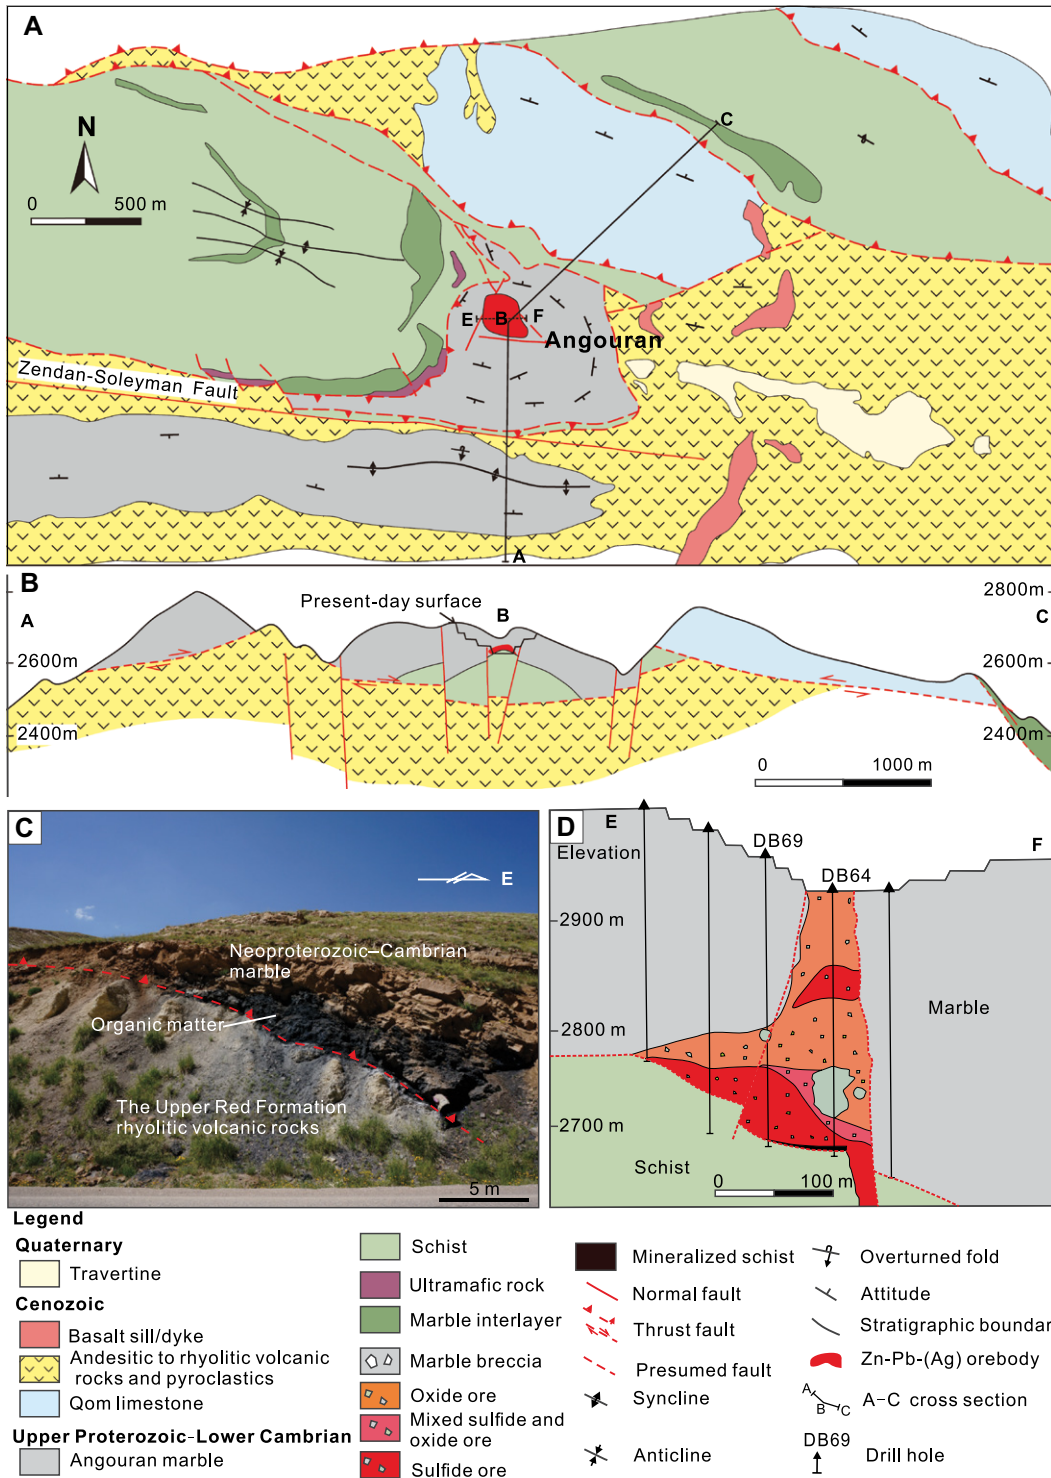 A
N
0
500 m
C
E
B
F
Angouran
Zendan-Soleyman Fault
A
B
A
Present-day surface
B
2800m
C
2600m
2600m
2400m
2400m
0
1000 m
C
E
Neoproterozoic–Cambrian
marble
Organic matter
The Upper Red Formation
rhyolitic volcanic rocks
5 m
D
E
Elevation
DB69
DB64
F
2900 m
2800 m
Marble
2700 m
Schist
0
100 m
Legend
Quaternary
Travertine
Cenozoic
Basalt sill/dyke
Andesitic to rhyolitic volcanic
rocks and pyroclastics
Qom limestone
Upper Proterozoic-Lower Cambrian
Angouran marble
Schist
Ultramafic rock
Marble interlayer
Marble breccia
Oxide ore
Mixed sulfide and
oxide ore
Sulfide ore
Mineralized schist
Normal fault
Thrust fault
Presumed fault
Syncline
Anticline
Overturned fold
Attitude
Stratigraphic boundar
Zn-Pb-(Ag) orebody
A
B
C
A–C cross section
DB69
Drill hole